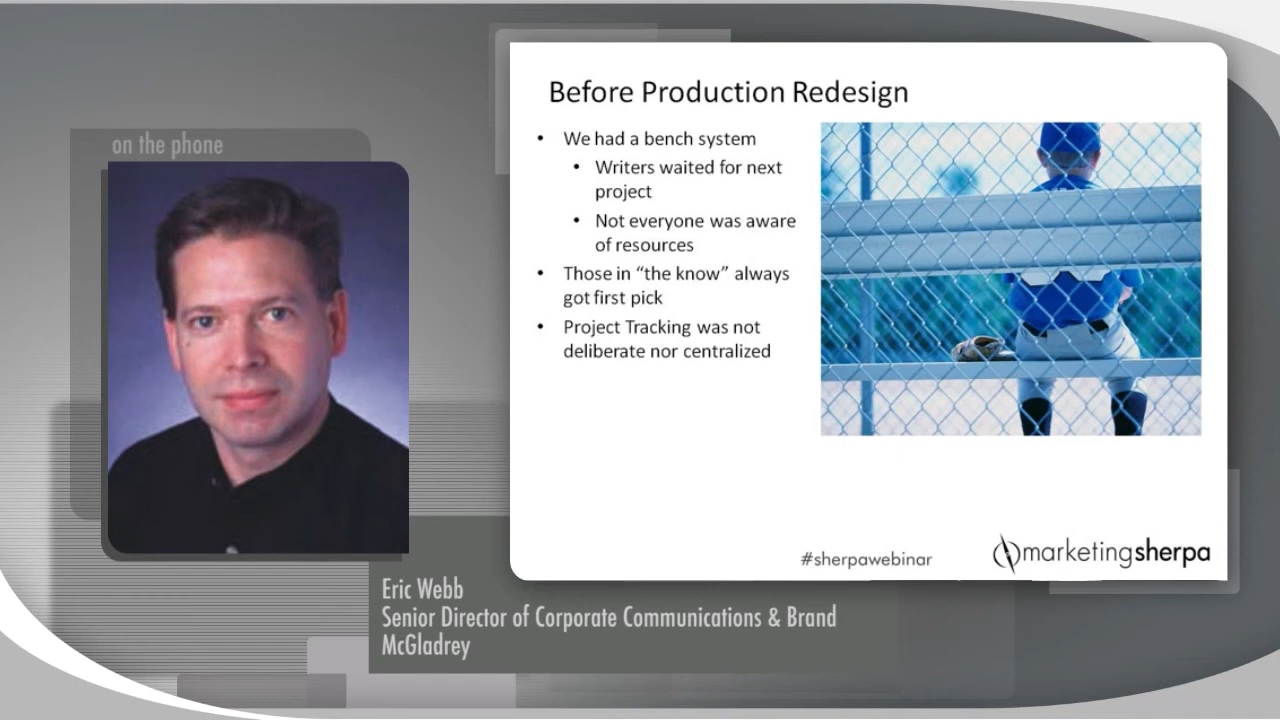 on the phone
Before Production Redesign
• We had a bench system
• Writers waited for next
project
• Not everyone was aware
of resources
• Those in “the know” always
got first pick
• Project Tracking was not
deliberate nor centralized
#sherpawebinar
marketingsherpa
Eric Webb
Senior Director of Corporate Communications & Brand
McGladrey